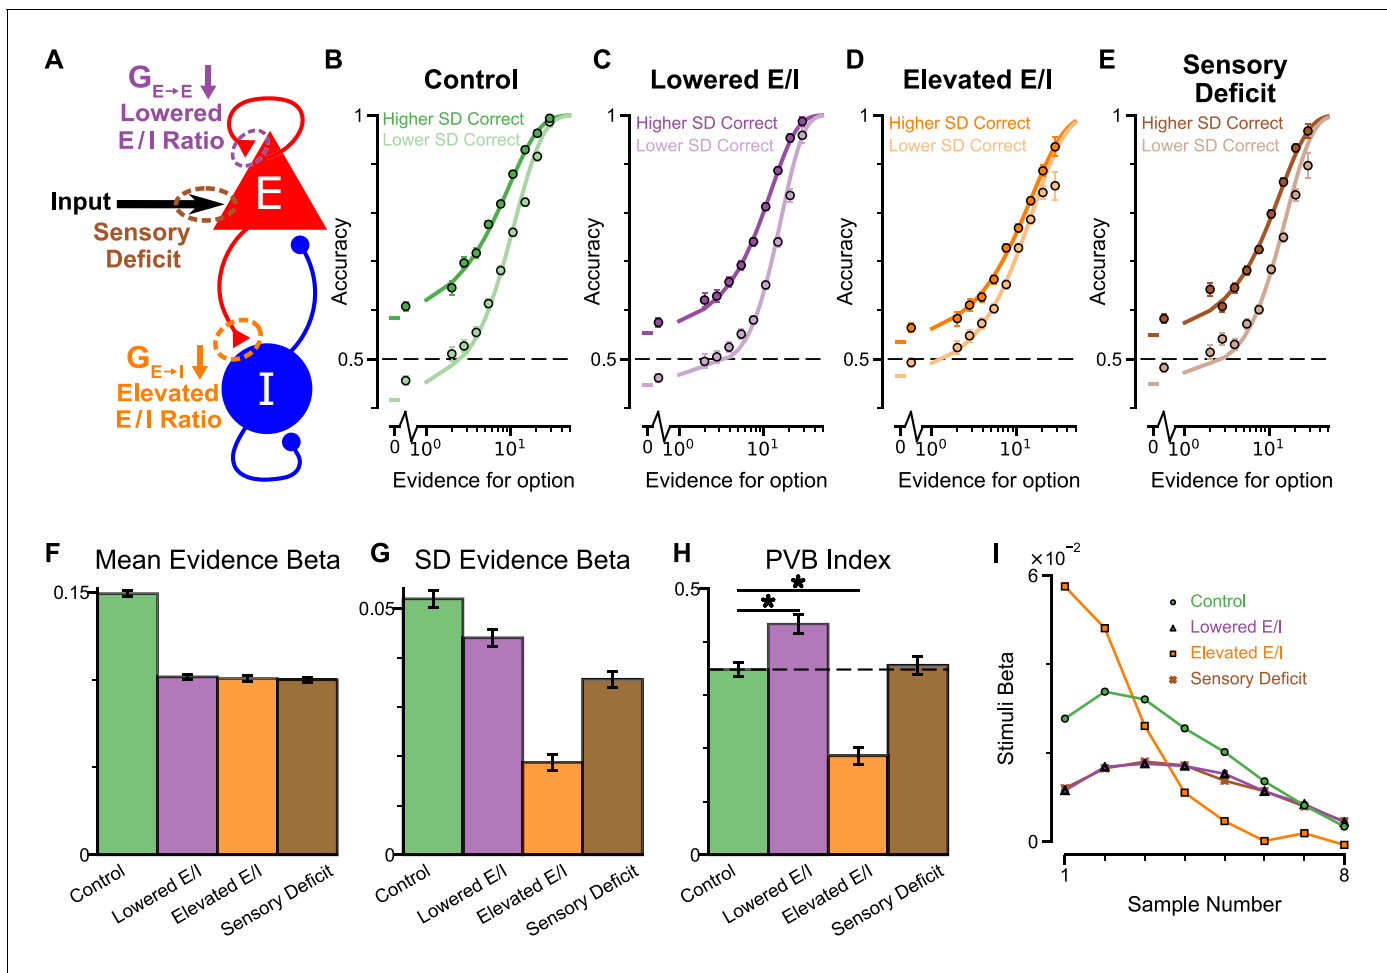 A
G E→E ↓
Lowered
E/I Ratio
E
Input
Sensory
Deficit
G E→I ↓
Elevated
E/I Ratio
I
B
Control
1
Higher SD Correct
Lower SD Correct
Accuracy
0.5
0
10^0
10^1
Evidence for option
C
Lowered E/I
1
Higher SD Correct
Lower SD Correct
Accuracy
0.5
0
10^0
10^1
Evidence for option
D
Elevated E/I
1
Higher SD Correct
Lower SD Correct
Accuracy
0.5
0
10^0
10^1
Evidence for option
E
Sensory
Deficit
1
Higher SD Correct
Lower SD Correct
Accuracy
0.5
0
10^0
10^1
Evidence for option
F
Mean Evidence Beta
0.15
0
Control
Lowered E/I
Elevated E/I
Sensory Deficit
G
SD Evidence Beta
0.05
0
Control
Lowered E/I
Elevated E/I
Sensory Deficit
H
PVB Index
0.5
*
*
0
Control
Lowered E/I
Elevated E/I
Sensory Deficit
I
×10^−2
6
Control
Lowered E/I
Elevated E/I
Sensory Deficit
Stimuli Beta
0
1
8
Sample Number